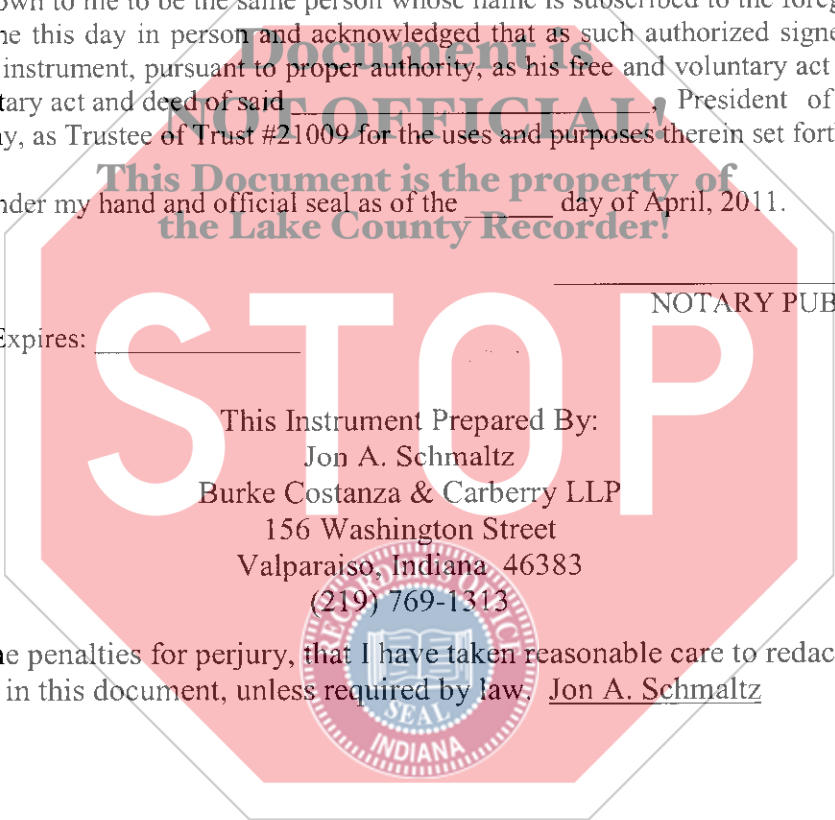 own to me to be the same person whose name is subscribed to the foreg
ne this day in person and acknowledged that as such authorized signe
Document is
instrument, pursuant to proper authority, as his free and voluntary act
tary act and deed of said ____________, President of
NOT OFFICIAL!
y, as Trustee of Trust #21009 for the uses and purposes therein set fort
This Document is the property of
nder my hand and official seal as of the ______ day of April, 2011.
the Lake County Recorder!
NOTARY PUB
Expires: ____________
STOP
This Instrument Prepared By:
Jon A. Schmaltz
Burke Costanza & Carberry LLP
156 Washington Street
Valparaiso, Indiana 46383
(219) 769-1313
RECORDER'S OFFICE
ne penalties for perjury, that I have taken reasonable care to redac
in this document, unless required by law. Jon A. Schmaltz
SEAL
INDIANA